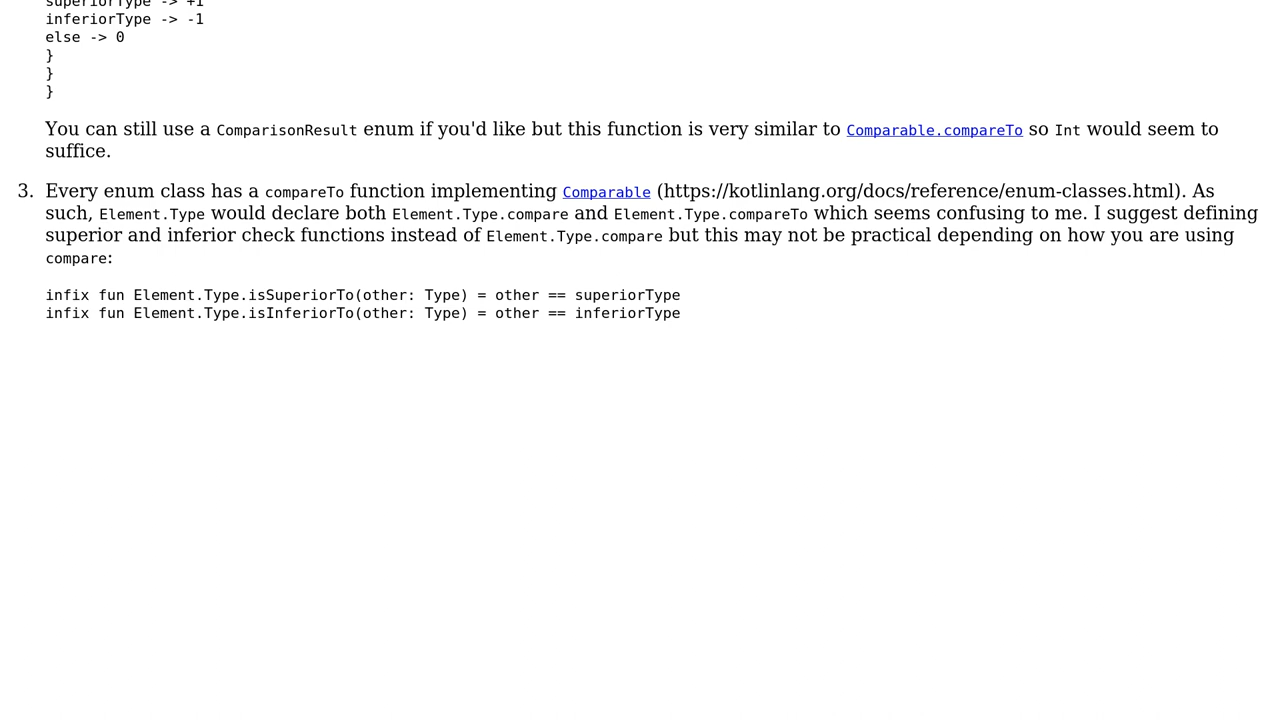 superiorType -> +1
inferiorType -> -1
else -> 0
}
}
}
You can still use a ComparisonResult enum if you'd like but this function is very similar to Comparable.compareTo so Int would seem to
suffice.
3. Every enum class has a compareTo function implementing Comparable (https://kotlinlang.org/docs/reference/enum-classes.html). As
such, Element.Type would declare both Element.Type.compare and Element.Type.compareTo which seems confusing to me. I suggest defining
superior and inferior check functions instead of Element.Type.compare but this may not be practical depending on how you are using
compare:
infix fun Element.Type.isSuperiorTo(other: Type) = other == superiorType
infix fun Element.Type.isInferiorTo(other: Type) = other == inferiorType